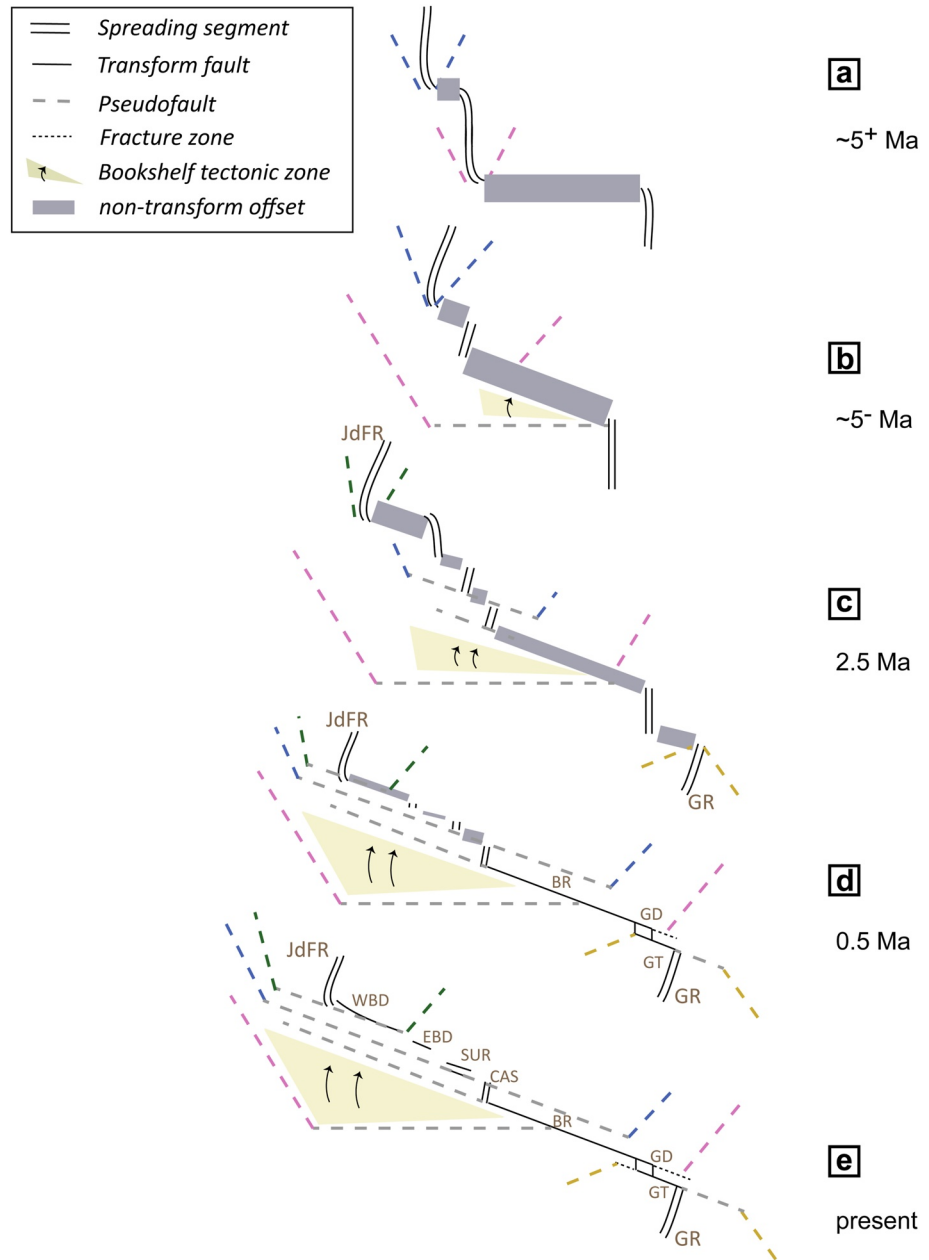 Spreading segment
Transform fault
Pseudofault
Fracture zone
Bookshelf tectonic zone
non-transform offset
a
~5+ Ma
b
~5- Ma
JdFR
c
2.5 Ma
GR
JdFR
d
0.5 Ma
BR
GD
GT
GR
JdFR
WBD
EBD
SUR
CAS
BR
GD
GT
GR
e
present